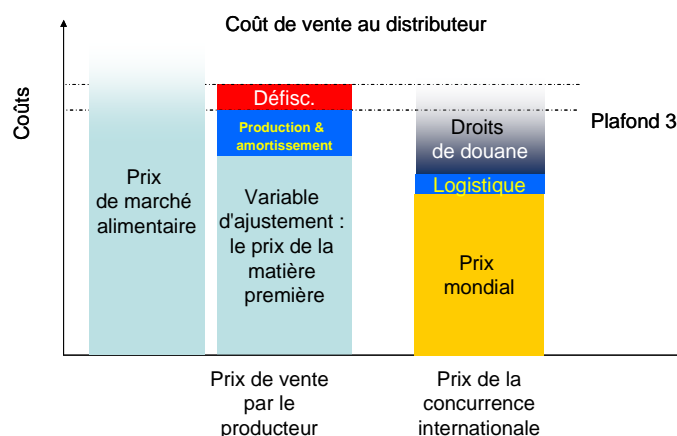 Coût de vente au distributeur
Coûts
Défisc.
Production &
amortissement
Droits
de douane
Plafond 3
Prix
de marché
alimentaire
Variable
d'ajustement :
le prix de la
matière
première
Logistique
Prix
mondial
Prix de vente
par le
producteur
Prix de la
concurrence
internationale